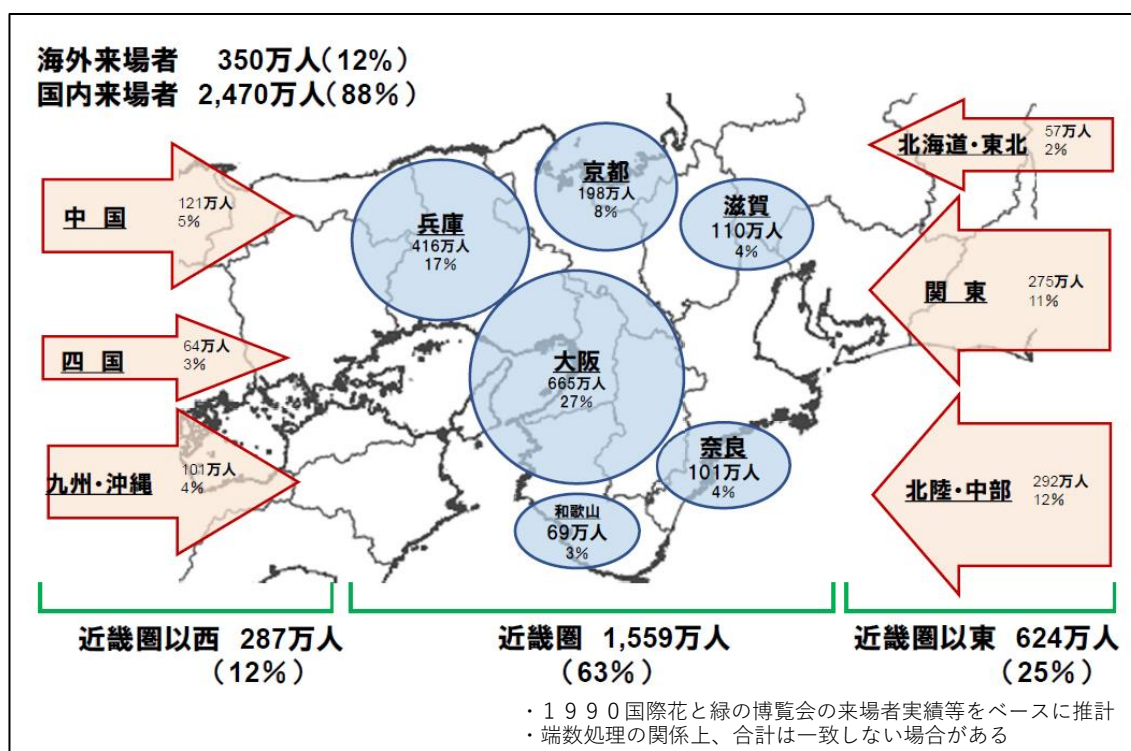 海外来場者 350万人(12%)
国内来場者 2,470万人(88%)
中 国
121万人
5%
四 国
64万人
3%
九州・沖縄
101万人
4%
兵庫
416万人
17%
京都
198万人
8%
滋賀
110万人
4%
大阪
665万人
27%
奈良
101万人
4%
和歌山
69万人
3%
北海道・東北
57万人
2%
関 東
275万人
11%
北陸・中部
292万人
12%
近畿圏以西 287万人
(12%)
近畿圏 1,559万人
(63%)
近畿圏以東 624万人
(25%)
・1990国際花と緑の博覧会の来場者実績等をベースに推計
・端数処理の関係上、合計は一致しない場合がある